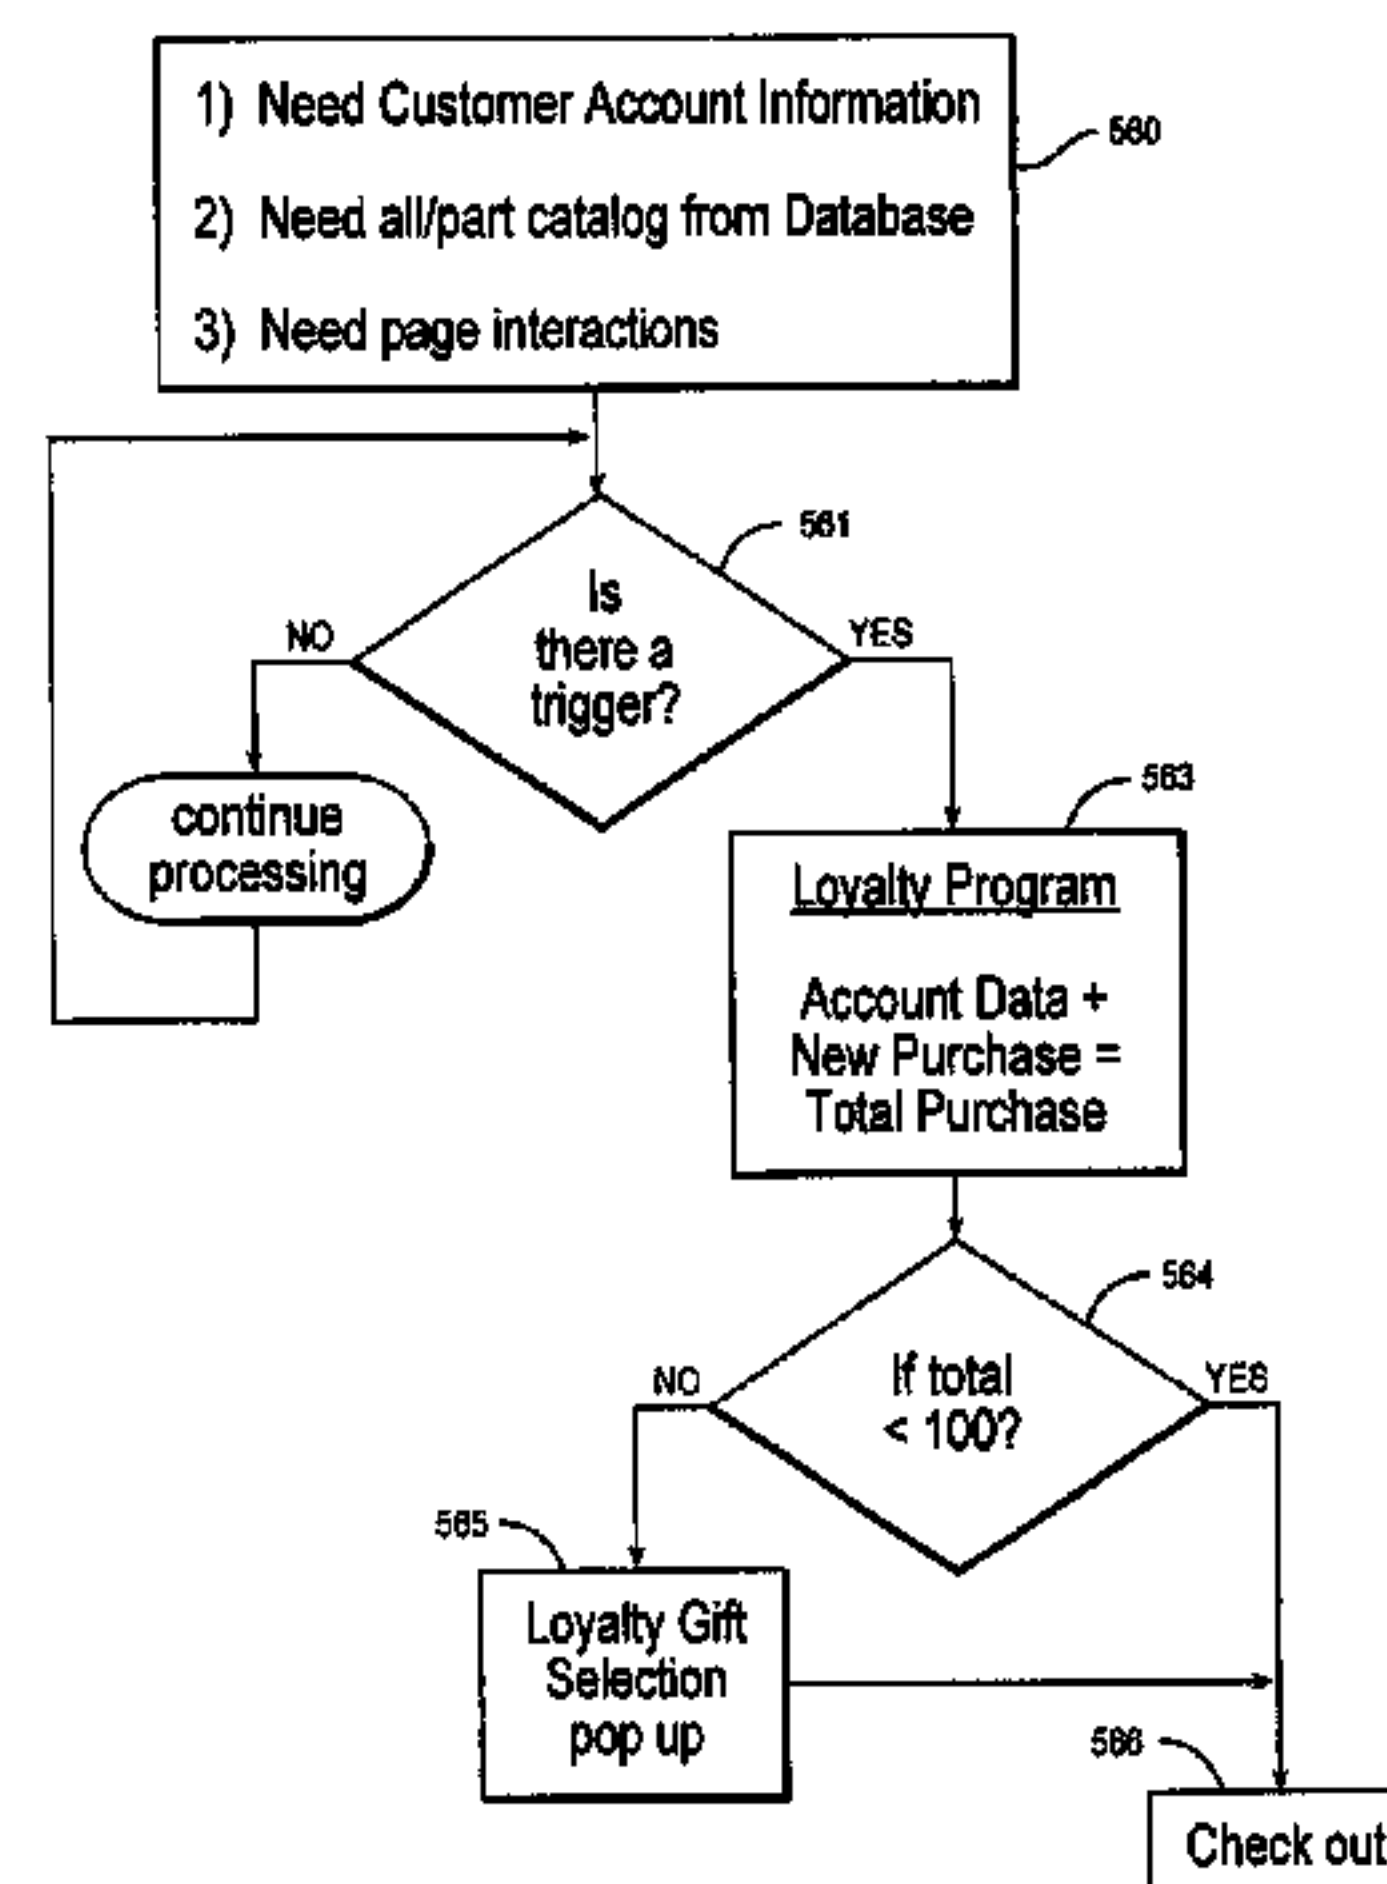 1) Need Customer Account Information
560
2) Need all/part catalog from Database
3) Need page interactions
561
Is
there a
trigger?
NO
YES
continue
processing
563
Loyalty Program
Account Data +
New Purchase =
Total Purchase
564
If total
< 100?
NO
YES
565
Loyalty Gift
Selection
pop up
566
Check out